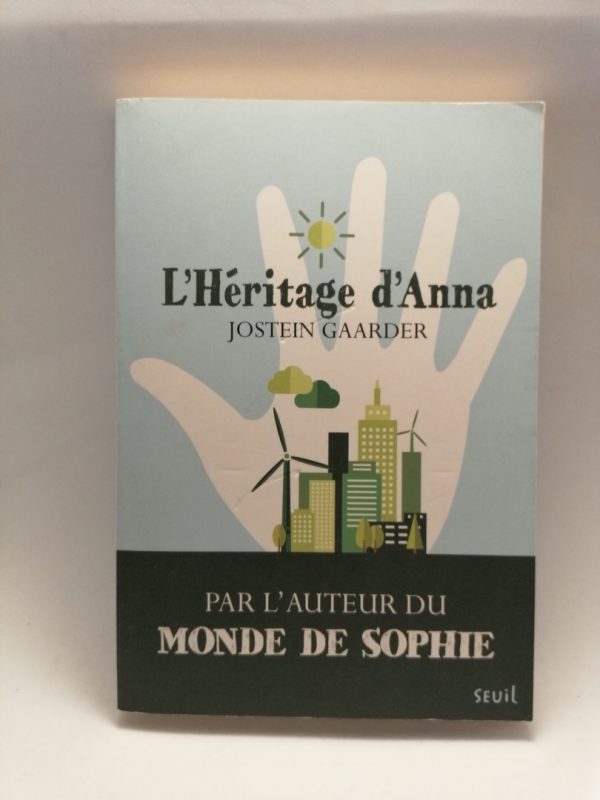 L'Héritage d'Anna
JOSTEIN GAARDER
PAR L'AUTEUR DU
MONDE DE SOPHIE
SEUIL